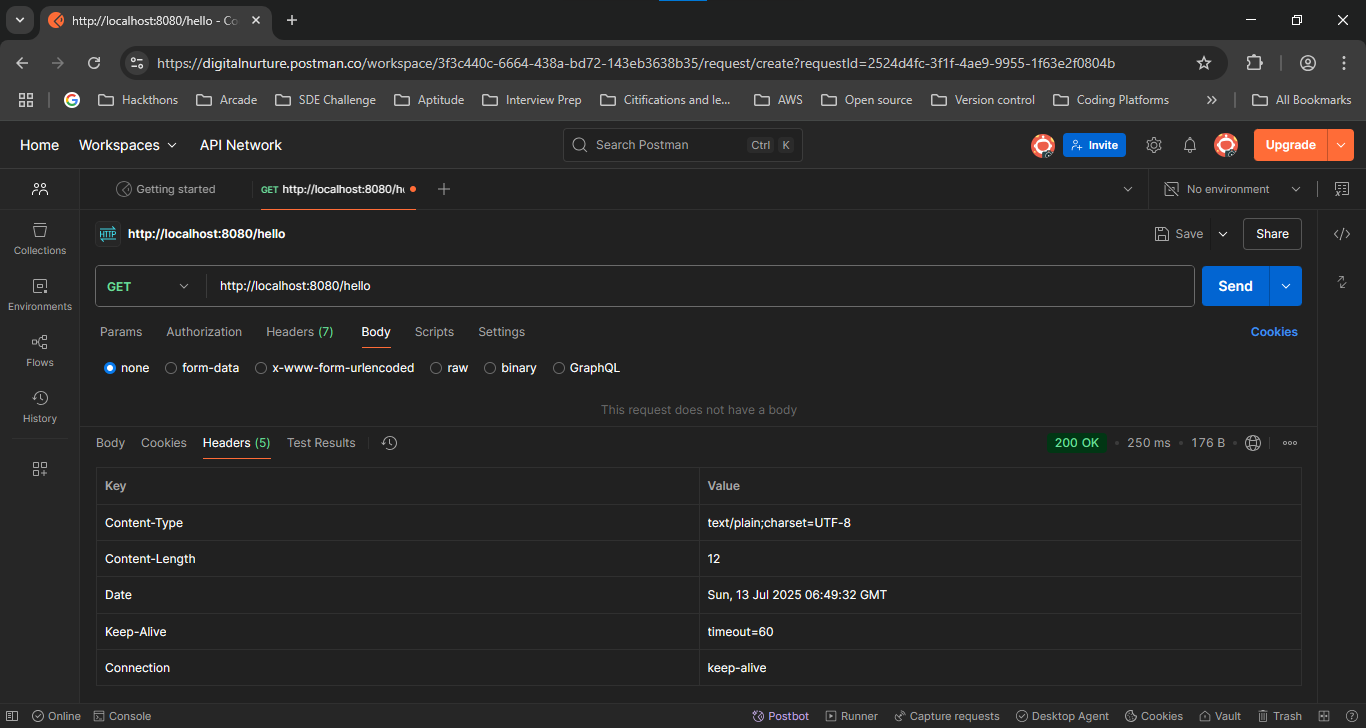 http://localhost:8080/hello - Co
https://digitalnurture.postman.co/workspace/3f3c440c-6664-438a-bd72-143eb3638b35/request/create?requestId=2524d4fc-3f1f-4ae9-9955-1f63e2f0804b
Hackthons Arcade SDE Challenge Aptitude Interview Prep Citifications and le... AWS Open source Version control Coding Platforms » All Bookmarks
Home Workspaces API Network Search Postman Ctrl K Invite Upgrade
Getting started GET http://localhost:8080/he No environment
HTTP http://localhost:8080/hello Save Share
Collections
GET http://localhost:8080/hello Send
Environments
Params Authorization Headers (7) Body Scripts Settings Cookies
Flows
none form-data x-www-form-urlencoded raw binary GraphQL
History
This request does not have a body
Body Cookies Headers (5) Test Results 200 OK • 250 ms • 176 B •
Key Value
Content-Type text/plain;charset=UTF-8
Content-Length 12
Date Sun, 13 Jul 2025 06:49:32 GMT
Keep-Alive timeout=60
Connection keep-alive
Online Console Postbot Runner Capture requests Desktop Agent Cookies Vault Trash